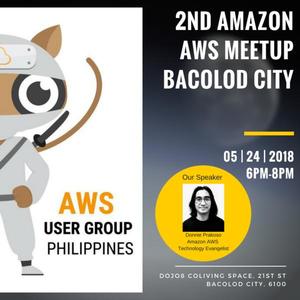 2ND AMAZON
AWS MEETUP
BACOLOD CITY
05 | 24 | 2018
6PM-8PM
AWS
USER GROUP
PHILIPPINES
Our Speaker
Donnie Prakoso
Amazon AWS
Technology Evangelist
DOJO8 COLIVING SPACE, 21ST ST
BACOLOD CITY, 6100